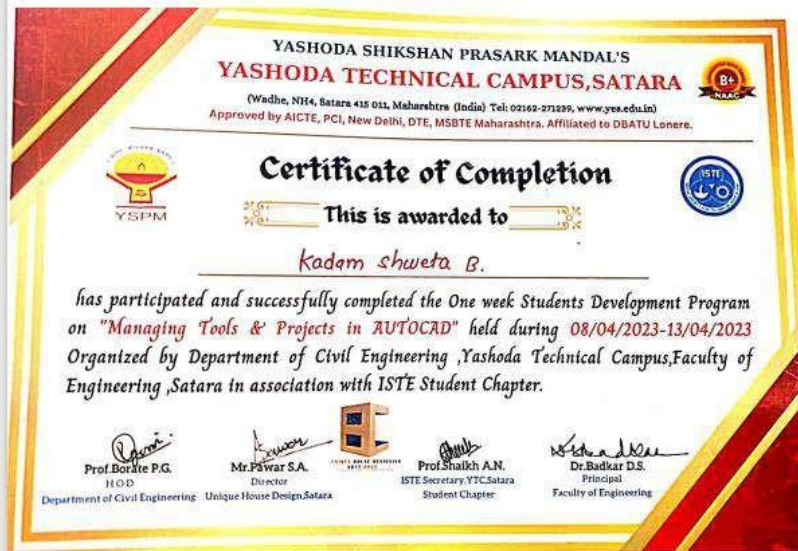 YASHODA SHIKSHAN PRASARK MANDAL'S
YASHODA TECHNICAL CAMPUS,SATARA
B+
NAAC
(Wadhe, NH4, Satara 415 011, Maharahtra (India) Tel: 02162-271239, www.yes.edu.in)
Approved by AICTE, PCI, New Delhi, DTE, MSBTE Maharashtra. Affiliated to DBATU Lonere.
YSPM
Certificate of Completion
ISTE
This is awarded to
Kadam Shweta B.
has participated and successfully completed the One week Students Development Program
on "Managing Tools & Projects in AUTOCAD" held during 08/04/2023-13/04/2023
Organized by Department of Civil Engineering ,Yashoda Technical Campus,Faculty of
Engineering ,Satara in association with ISTE Student Chapter.
Prof.Borate P.G.
HOD
Department of Civil Engineering
Mr.Pawar S.A.
Director
Unique House Design,Satara
Prof.Shaikh A.N.
ISTE Secretary,YTC,Satara
Student Chapter
Dr.Badkar D.S.
Principal
Faculty of Engineering